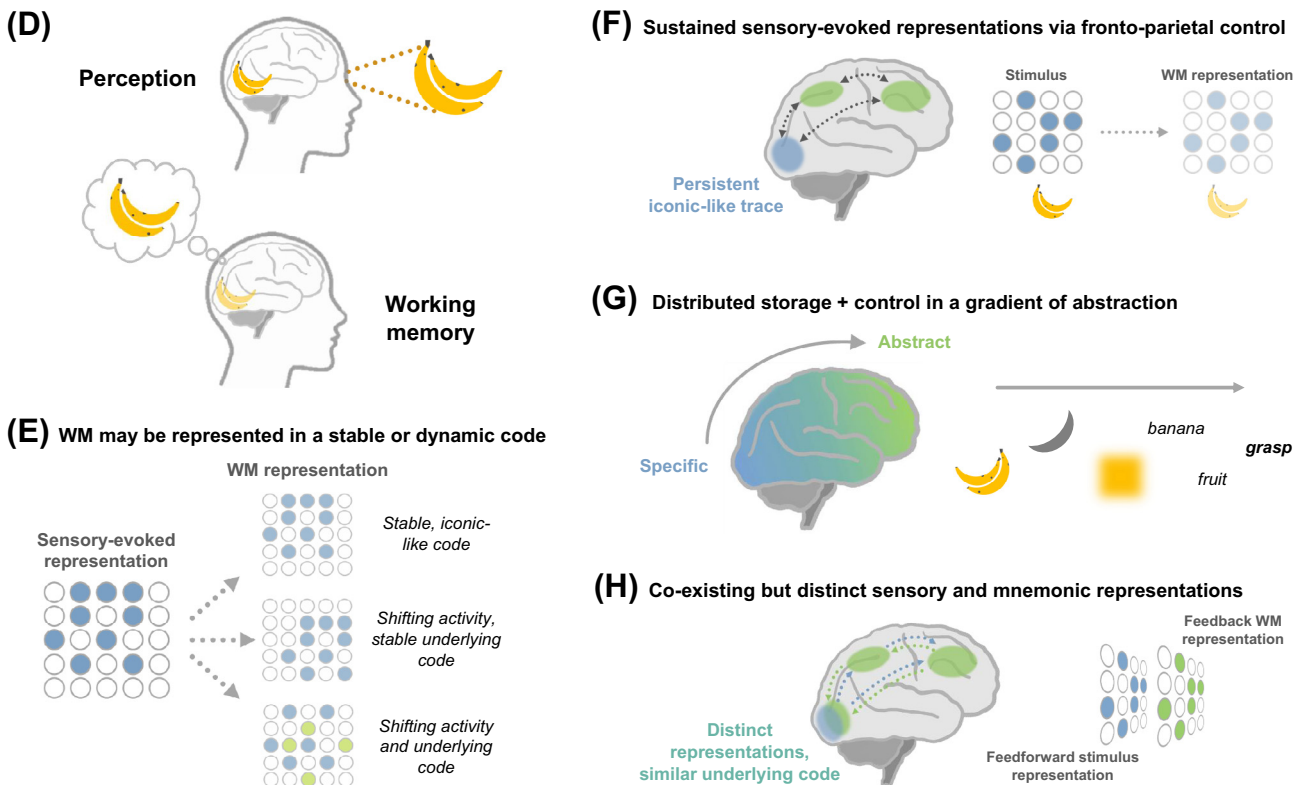 (D)
Perception
Working
memory
(E) WM may be represented in a stable or dynamic code
WM representation
Sensory-evoked
representation
Stable, iconic-
like code
Shifting activity,
stable underlying
code
Shifting activity
and underlying
code
(F) Sustained sensory-evoked representations via fronto-parietal control
Stimulus
WM representation
Persistent
iconic-like trace
(G) Distributed storage + control in a gradient of abstraction
Abstract
Specific
banana
grasp
fruit
(H) Co-existing but distinct sensory and mnemonic representations
Feedback WM
representation
Distinct
representations,
similar underlying code
Feedforward stimulus
representation